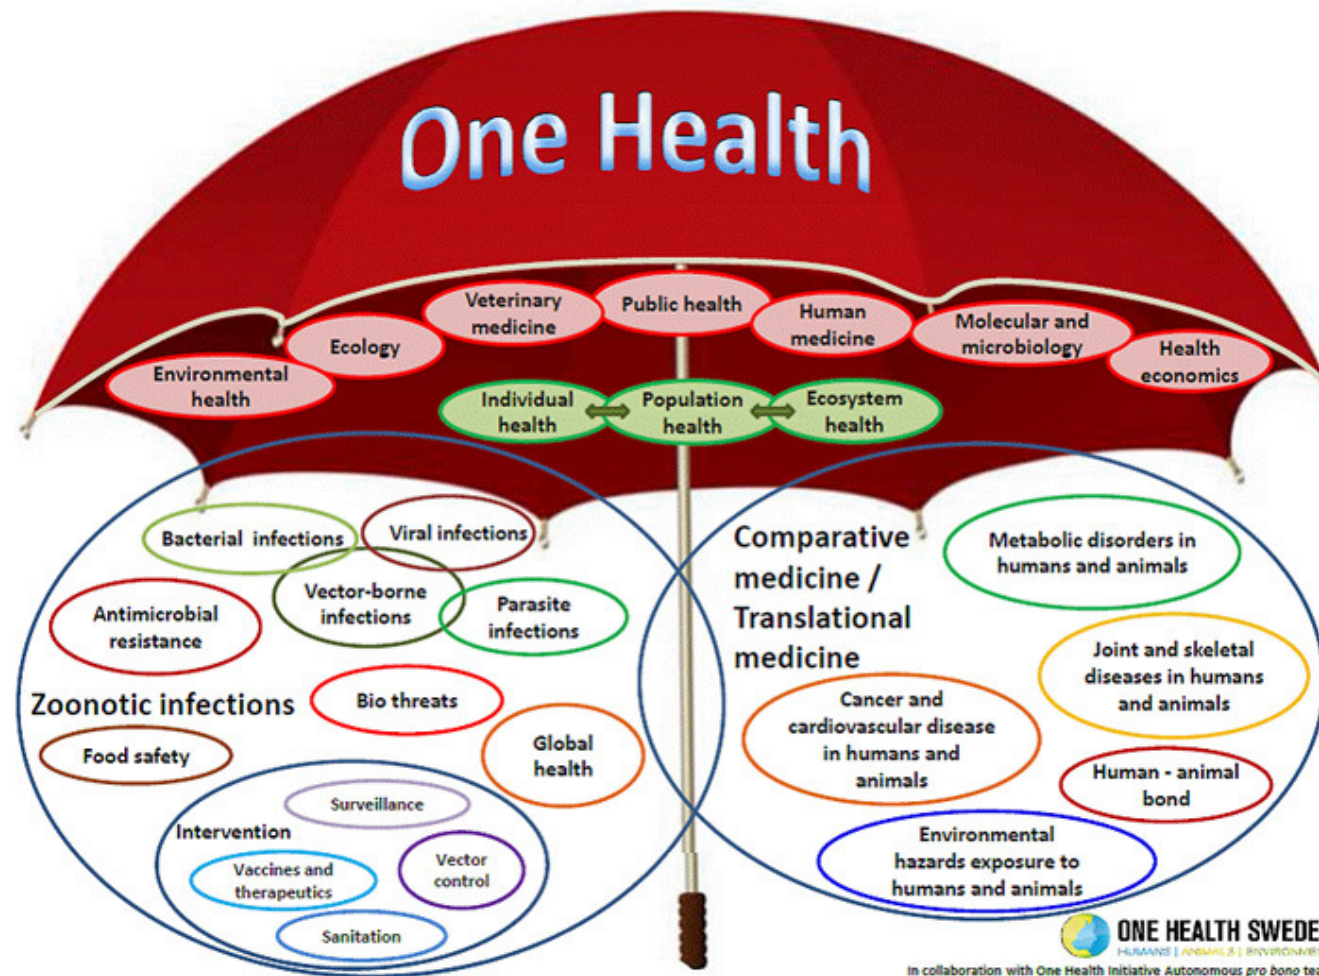 One Health
Public health
Veterinary
medicine
Human
medicine
Ecology
Molecular and
microbiology
Environmental
health
Health
economics
Individual
health
Population
health
Ecosystem
health
Bacterial infections
Viral infections
Vector-borne
infections
Parasite
infections
Antimicrobial
resistance
Zoonotic infections
Bio threats
Food safety
Global
health
Surveillance
Intervention
Vaccines and
therapeutics
Vector
control
Sanitation
Comparative
medicine /
Translational
medicine
Metabolic disorders in
humans and animals
Joint and skeletal
diseases in humans
and animals
Cancer and
cardiovascular disease
in humans and
animals
Human - animal
bond
Environmental
hazards exposure to
humans and animals
ONE HEALTH SWEDE
HUMANS | ANIMALS | ENVIRONME
In collaboration with One Health Initiative Autonomous pro bono tea